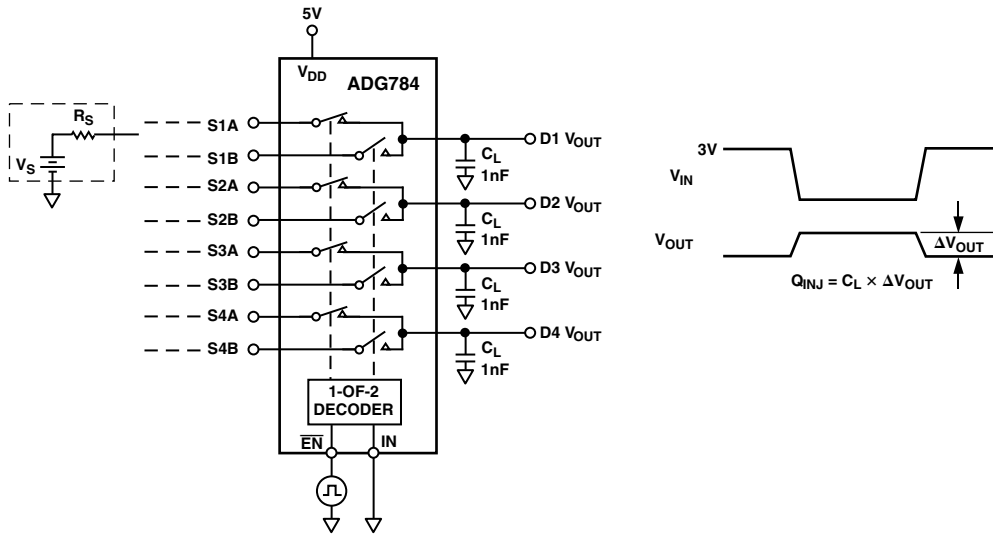 5V
VDD
ADG784
RS
VS
S1A
S1B
S2A
S2B
S3A
S3B
S4A
S4B
D1 VOUT
CL
1nF
D2 VOUT
CL
1nF
D3 VOUT
CL
1nF
D4 VOUT
CL
1nF
1-OF-2
DECODER
EN
IN
3V
VIN
VOUT
ΔVOUT
QINJ = CL × ΔVOUT